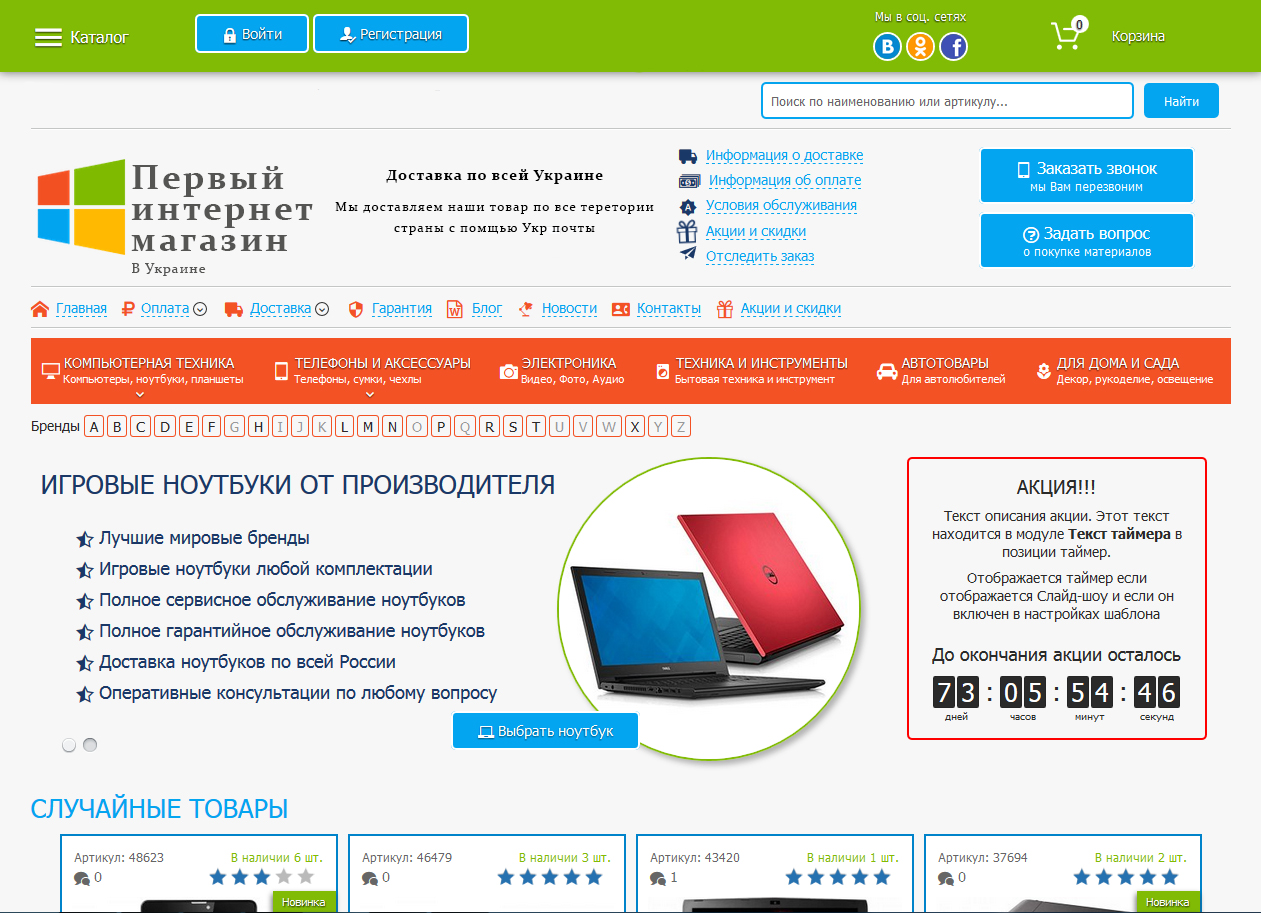 Каталог
Войти
Регистрация
Мы в соц. сетях
0
Корзина
Поиск по наименованию или артикулу...
Найти
Первый
интернет
магазин
В Украине
Доставка по всей Украине
Мы доставляем наши товар по все теретории
страны с помщью Укр почты
Информация о доставке
Информация об оплате
Условия обслуживания
Акции и скидки
Отследить заказ
Заказать звонок
мы Вам перезвоним
Задать вопрос
о покупке материалов
Главная
Оплата
Доставка
Гарантия
Блог
Новости
Контакты
Акции и скидки
КОМПЬЮТЕРНАЯ ТЕХНИКА
Компьютеры, ноутбуки, планшеты
ТЕЛЕФОНЫ И АКСЕССУАРЫ
Телефоны, сумки, чехлы
ЭЛЕКТРОНИКА
Видео, Фото, Аудио
ТЕХНИКА И ИНСТРУМЕНТЫ
Бытовая техника и инструмент
АВТОТОВАРЫ
Для автолюбителей
ДЛЯ ДОМА И САДА
Декор, рукоделие, освещение
Бренды A B C D E F G H I J K L M N O P Q R S T U V W X Y Z
ИГРОВЫЕ НОУТБУКИ ОТ ПРОИЗВОДИТЕЛЯ
Лучшие мировые бренды
Игровые ноутбуки любой комплектации
Полное сервисное обслуживание ноутбуков
Полное гарантийное обслуживание ноутбуков
Доставка ноутбуков по всей России
Оперативные консультации по любому вопросу
Выбрать ноутбук
АКЦИЯ!!!
Текст описания акции. Этот текст
находится в модуле Текст таймера в
позиции таймер.
Отображается таймер если
отображается Слайд-шоу и если он
включен в настройках шаблона
До окончания акции осталось
73 : 05 : 54 : 46
дней часов минут секунд
СЛУЧАЙНЫЕ ТОВАРЫ
Артикул: 48623
В наличии 6 шт.
0
Новинка
Артикул: 46479
В наличии 3 шт.
0
Артикул: 43420
В наличии 1 шт.
1
Артикул: 37694
В наличии 2 шт.
0
Новинка